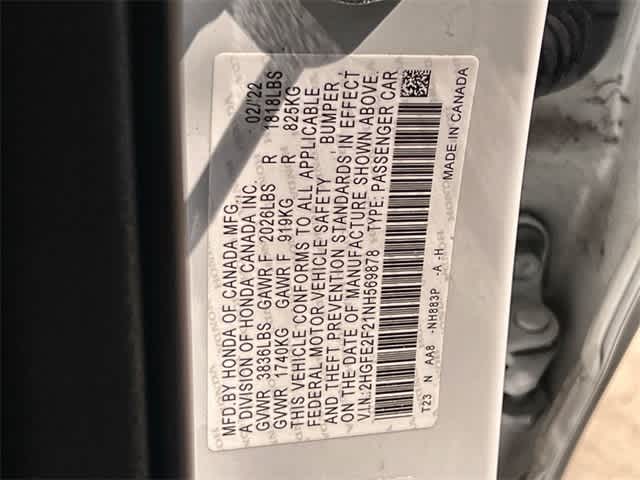 MFD.BY HONDA OF CANADA MFG.,
A DIVISION OF HONDA CANADA INC. 02/'22
GVWR 3836LBS GAWR F 2026LBS R 1818LBS
GVWR 1740KG GAWR F 919KG R 825KG
THIS VEHICLE CONFORMS TO ALL APPLICABLE
FEDERAL MOTOR VEHICLE SAFETY, BUMPER,
AND THEFT PREVENTION STANDARDS IN EFFECT
ON THE DATE OF MANUFACTURE SHOWN ABOVE.
V.I.N.:2HGFE2F21NH569878 TYPE:PASSENGER CAR
T23 N AA8 -NH883P -A -H MADE IN CANADA